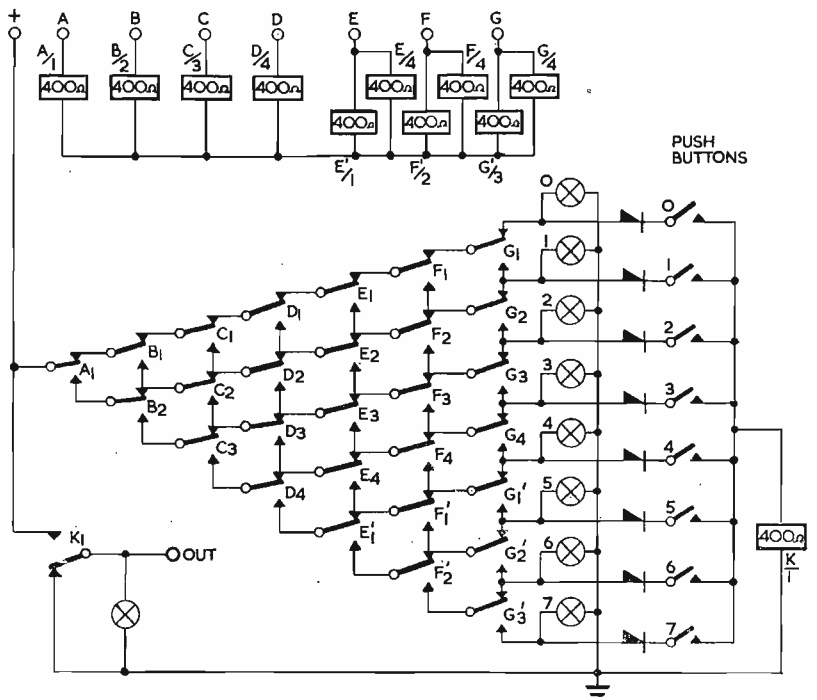 + A B C D E F G
A/1 B/2 C/3 D/4 E/4 F/4 G/4
400Ω 400Ω 400Ω 400Ω 400Ω 400Ω 400Ω
400Ω 400Ω 400Ω
E'/1 F'/2 G'/3
PUSH
BUTTONS
0 0
G1 1 1
F1
E1 G2 2 2
D1 F2
C1 E2 G3 3 3
B1 D2 F3
A1 C2 E3 G4 4 4
B2 D3 F4
C3 E4 G1' 5 5
D4 F1'
E1' G2' 6 6
F2'
G3' 7 7
K1 OUT
400Ω
K/1